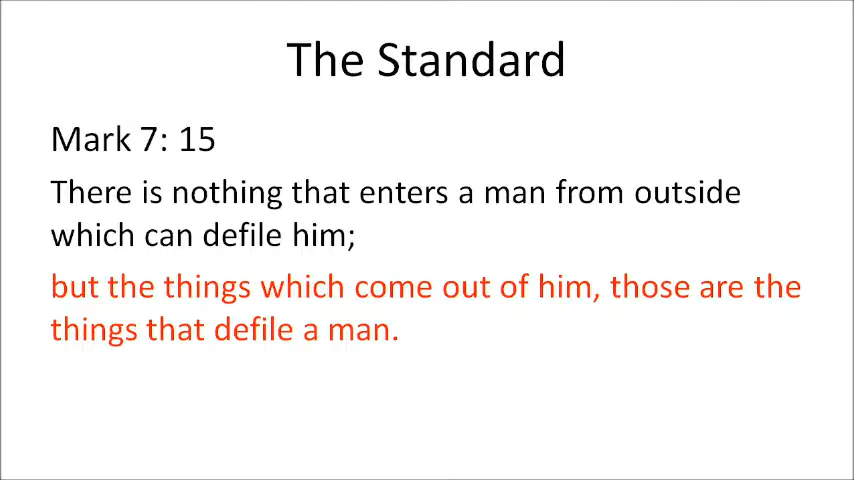 The Standard
Mark 7: 15
There is nothing that enters a man from outside
which can defile him;
but the things which come out of him, those are the
things that defile a man.